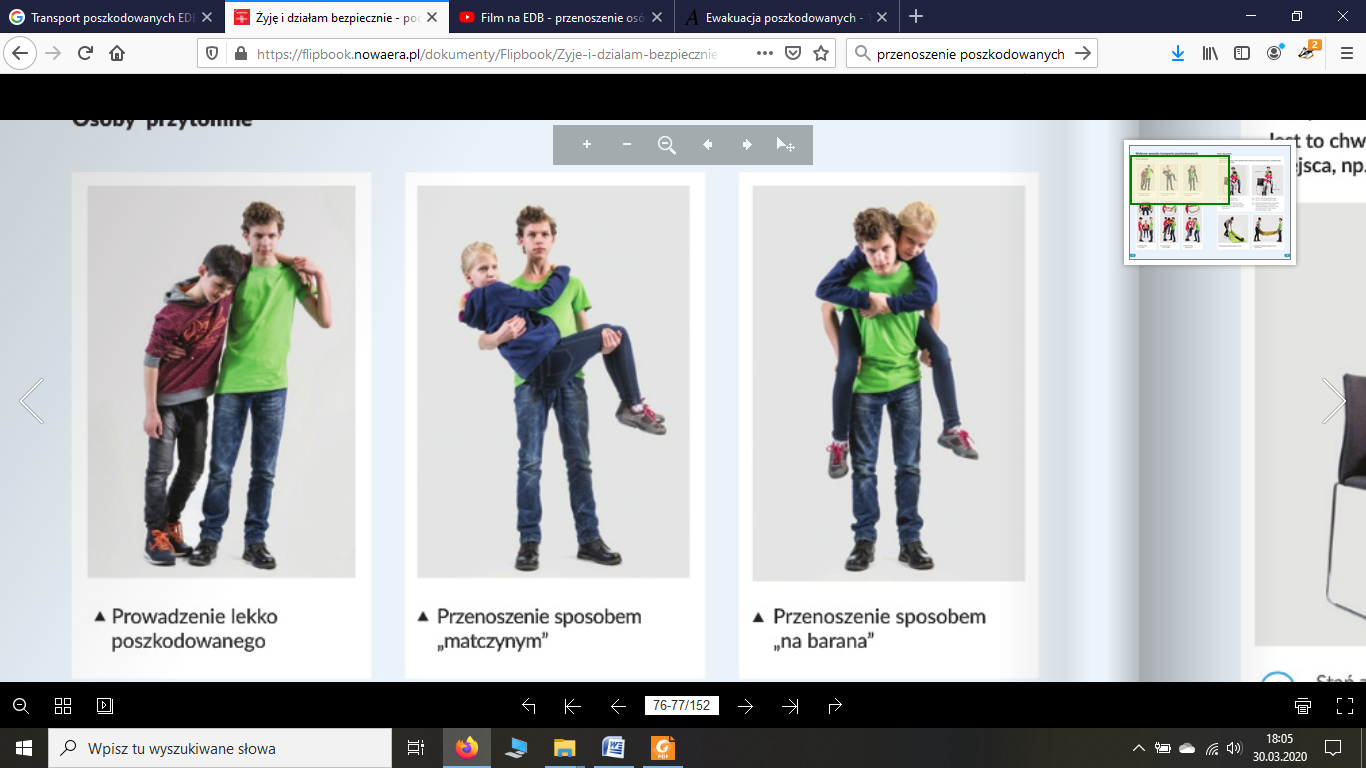 Transport poszkodowanych EDB
Żyję i działam bezpiecznie - pod
Film na EDB - przenoszenie osó
Ewakuacja poszkodowanych -
https://flipbook.nowaera.pl/dokumenty/Flipbook/Zyje-i-dzialam-bezpiecznie
przenoszenie poszkodowanych
2
Osoby przytomne
Jest to chw
ejsca, np.
▲ Prowadzenie lekko
poszkodowanego
▲ Przenoszenie sposobem
„matczynym”
▲ Przenoszenie sposobem
„na barana”
76-77/152
Wpisz tu wyszukiwane słowa
18:05
30.03.2020